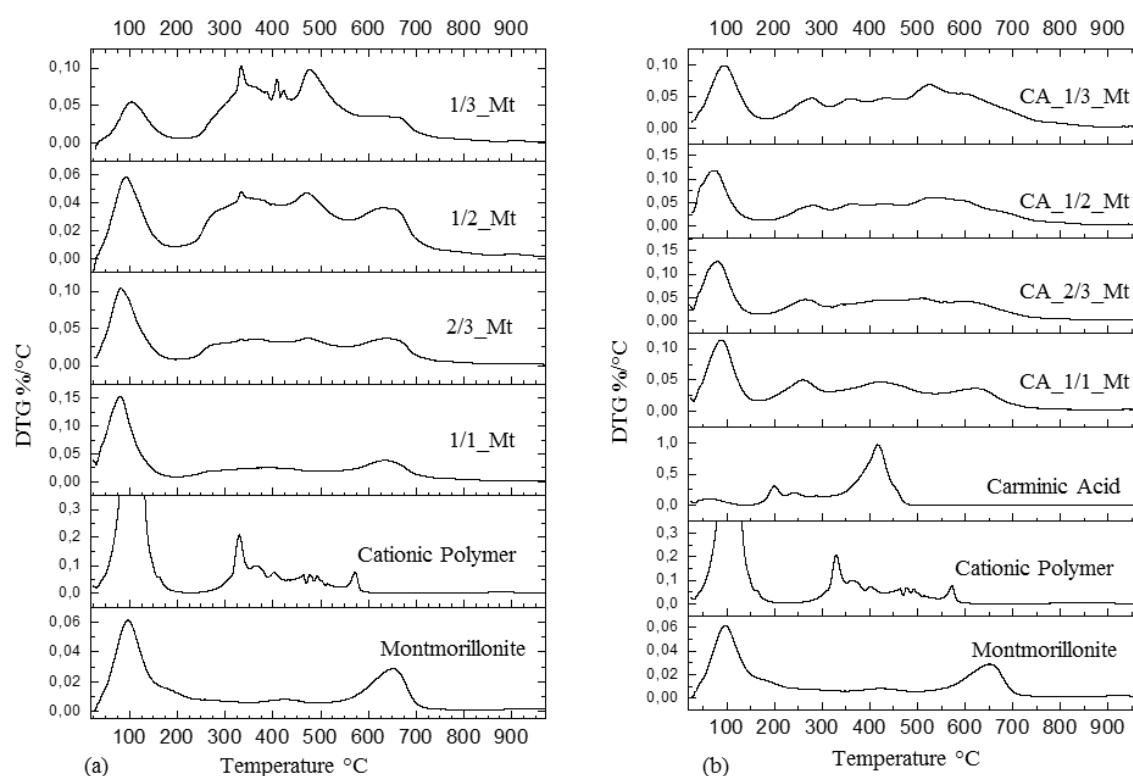 100 200 300 400 500 600 700 800 900
0,10
0,05
0,00
1/3_Mt
0,06
0,04
0,02
0,00
1/2_Mt
0,10
0,05
0,00
2/3_Mt
0,15
0,10
0,05
0,00
1/1_Mt
0,3
0,2
0,1
0,0
Cationic Polymer
0,06
0,04
0,02
0,00
Montmorillonite
DTG %/°C
100 200 300 400 500 600 700 800 900
(a) Temperature °C
100 200 300 400 500 600 700 800 900
0,10
0,05
0,00
CA_1/3_Mt
0,15
0,10
0,05
0,00
CA_1/2_Mt
0,15
0,10
0,05
0,00
CA_2/3_Mt
0,10
0,05
0,00
CA_1/1_Mt
1,0
0,5
0,0
Carminic Acid
0,3
0,2
0,1
0,0
Cationic Polymer
0,06
0,04
0,02
0,00
Montmorillonite
DTG %/°C
100 200 300 400 500 600 700 800 900
(b) Temperature °C